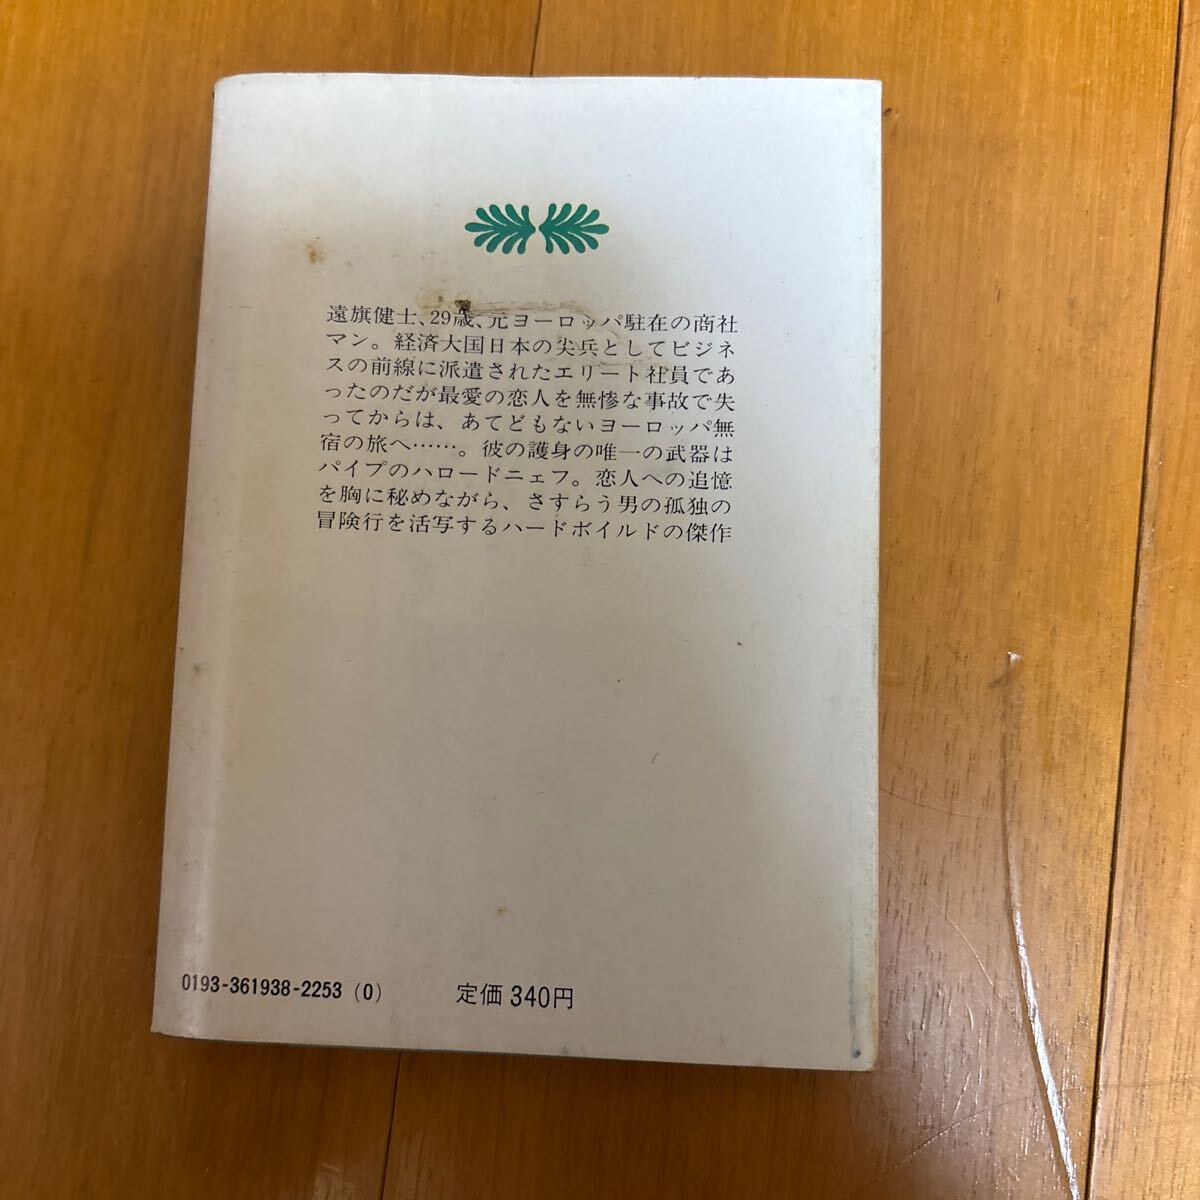 遠旗健士、29歳、元ヨーロッパ駐在の商社
マン。経済大国日本の尖兵としてビジネ
スの前線に派遣されたエリート社員であ
ったのだが最愛の恋人を無惨な事故で失
ってからは、あてどもないヨーロッパ無
宿の旅へ……。彼の護身の唯一の武器は
パイプのハロードニェフ。恋人への追憶
を胸に秘めながら、さすらう男の孤独の
冒険行を活写するハードボイルドの傑作
0193-361938-2253 (0)
定価 340円